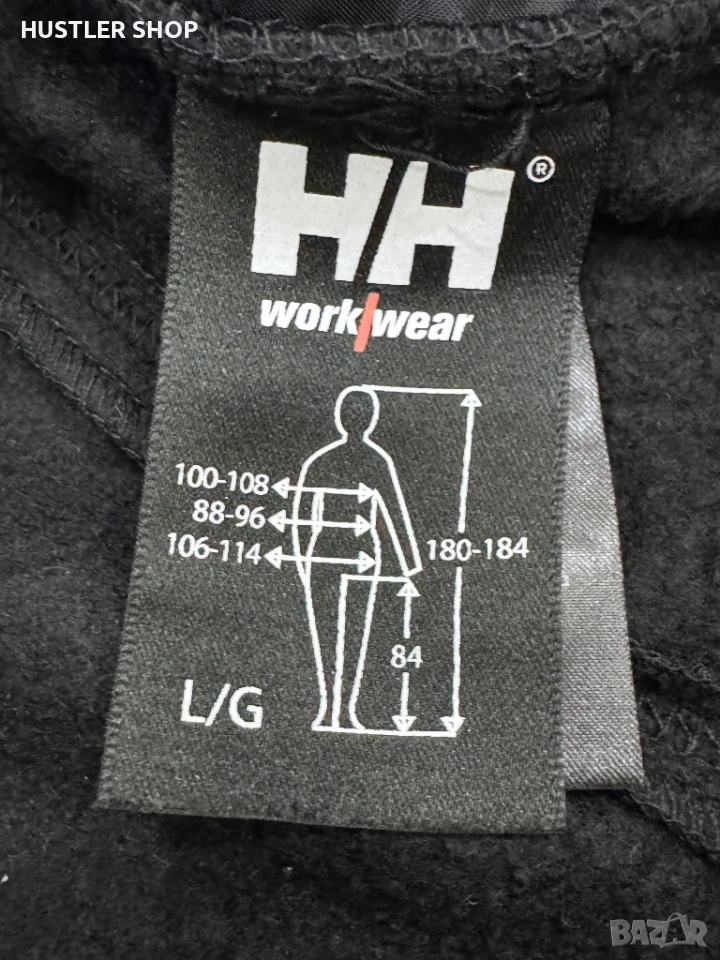 HUSTLER SHOP
HH®
work/wear
100-108
88-96
106-114
180-184
84
L/G
BAZAR